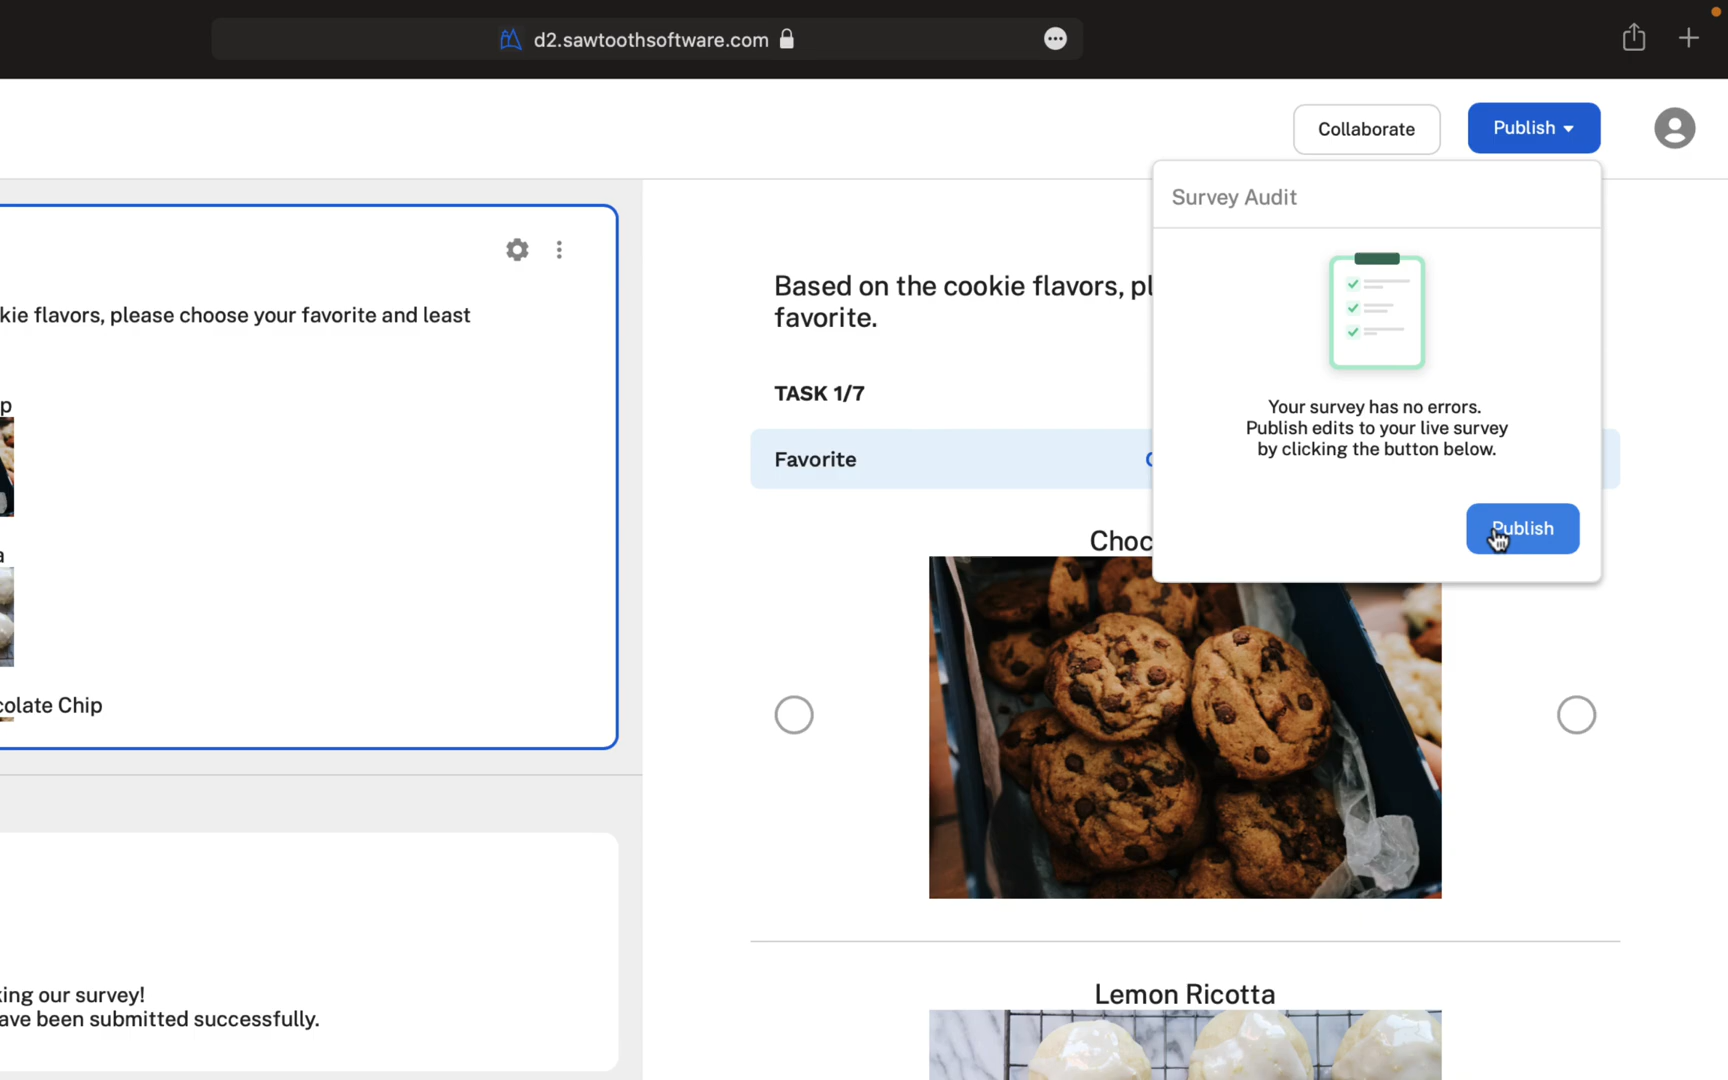 d2.sawtoothsoftware.com
Collaborate
Publish
Survey Audit
Your survey has no errors.
Publish edits to your live survey
by clicking the button below.
Publish
kie flavors, please choose your favorite and least
p
a
colate Chip
king our survey!
ave been submitted successfully.
Based on the cookie flavors, pl
favorite.
TASK 1/7
Favorite
Choc
Lemon Ricotta